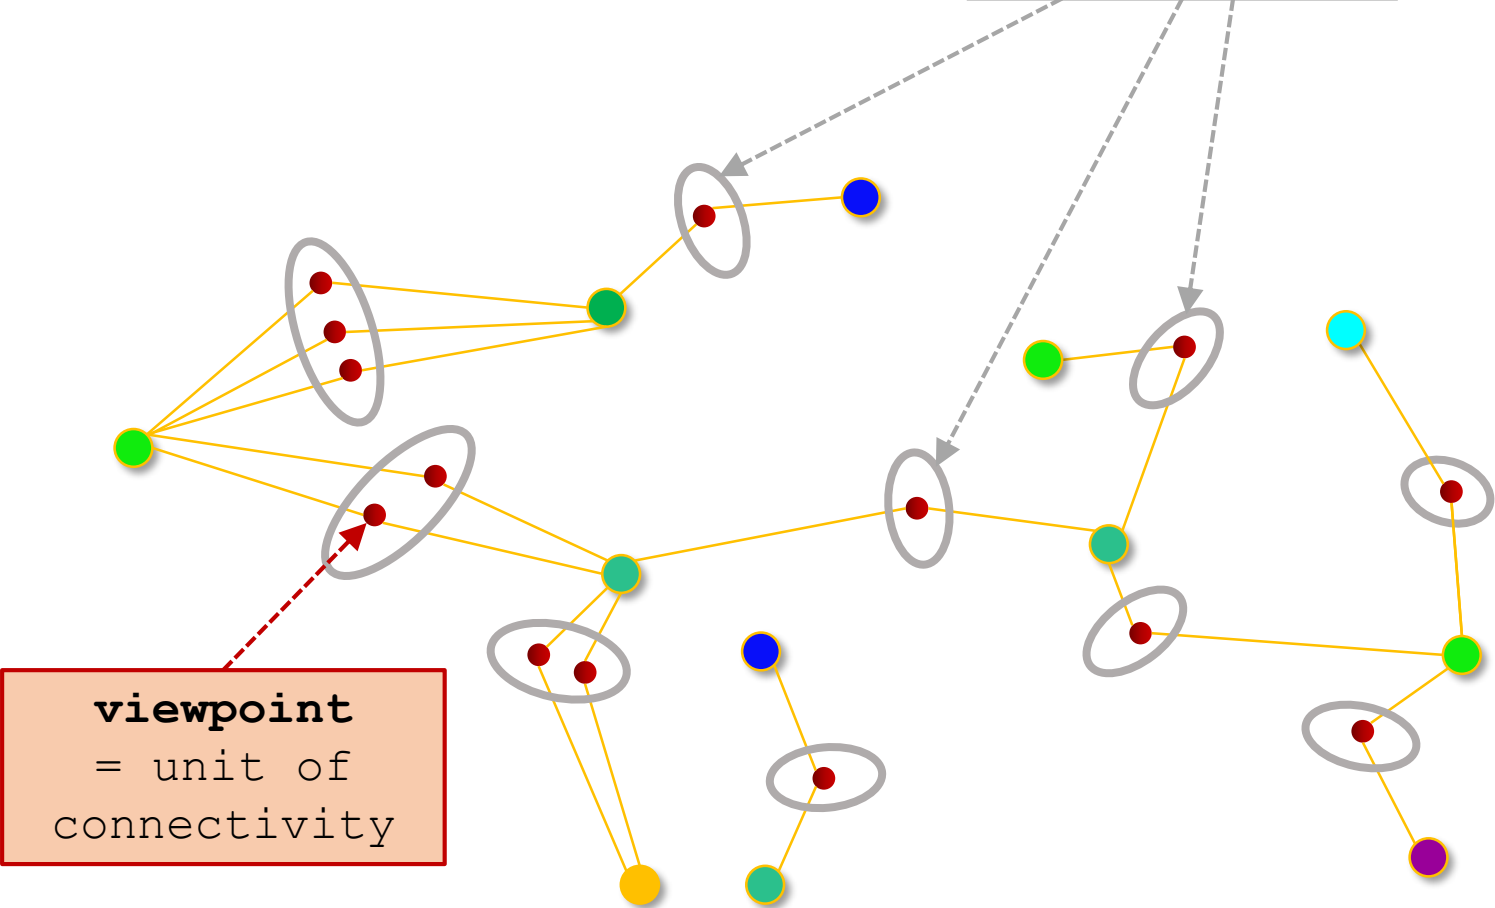 viewpoint
= unit of
connectivity